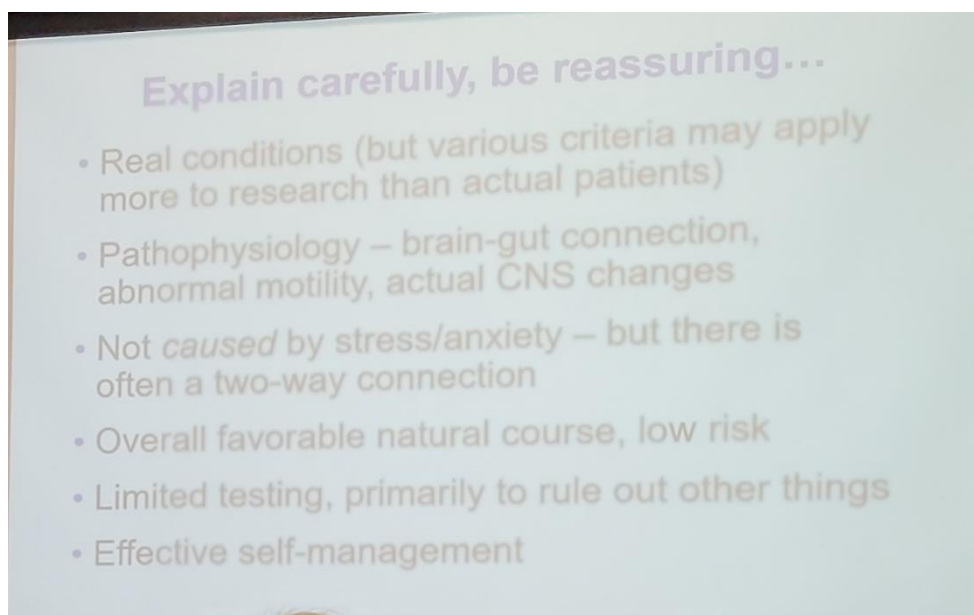 Explain carefully, be reassuring...
• Real conditions (but various criteria may apply
more to research than actual patients)
• Pathophysiology – brain-gut connection,
abnormal motility, actual CNS changes
• Not caused by stress/anxiety – but there is
often a two-way connection
• Overall favorable natural course, low risk
• Limited testing, primarily to rule out other things
• Effective self-management